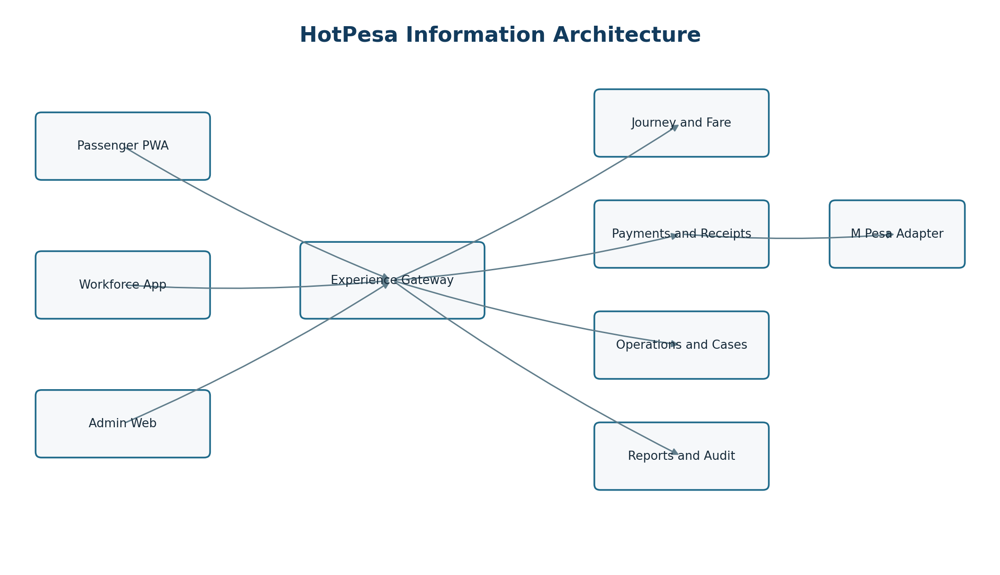 HotPesa Information Architecture
Journey and Fare
Passenger PWA
Payments and Receipts
M Pesa Adapter
Experience Gateway
Workforce App
Operations and Cases
Admin Web
Reports and Audit